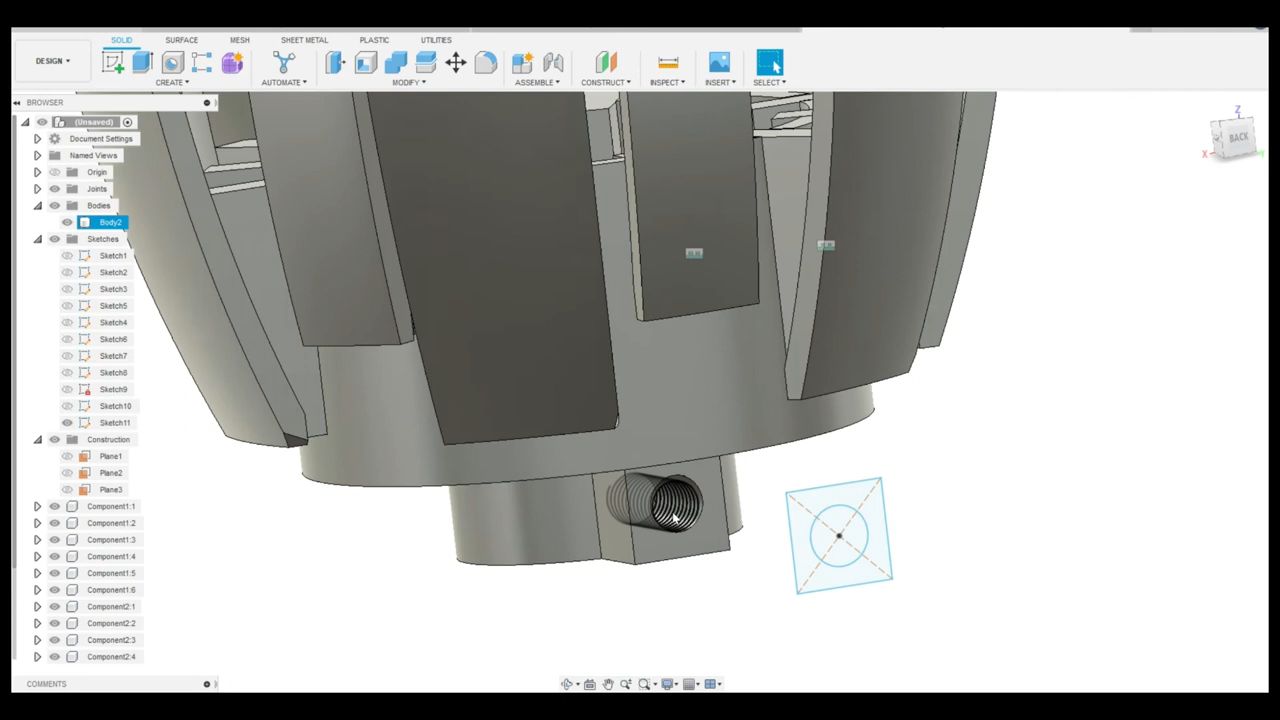 SOLID SURFACE MESH SHEET METAL PLASTIC UTILITIES
DESIGN
CREATE AUTOMATE MODIFY ASSEMBLE CONSTRUCT INSPECT INSERT SELECT
BROWSER
(Unsaved)
Document Settings
Named Views
Origin
Joints
Bodies
Body2
Sketches
Sketch1
Sketch2
Sketch3
Sketch5
Sketch4
Sketch6
Sketch7
Sketch8
Sketch9
Sketch10
Sketch11
Construction
Plane1
Plane2
Plane3
Component1:1
Component1:2
Component1:3
Component1:4
Component1:5
Component1:6
Component2:1
Component2:2
Component2:3
Component2:4
COMMENTS
Z
BACK
X
Y